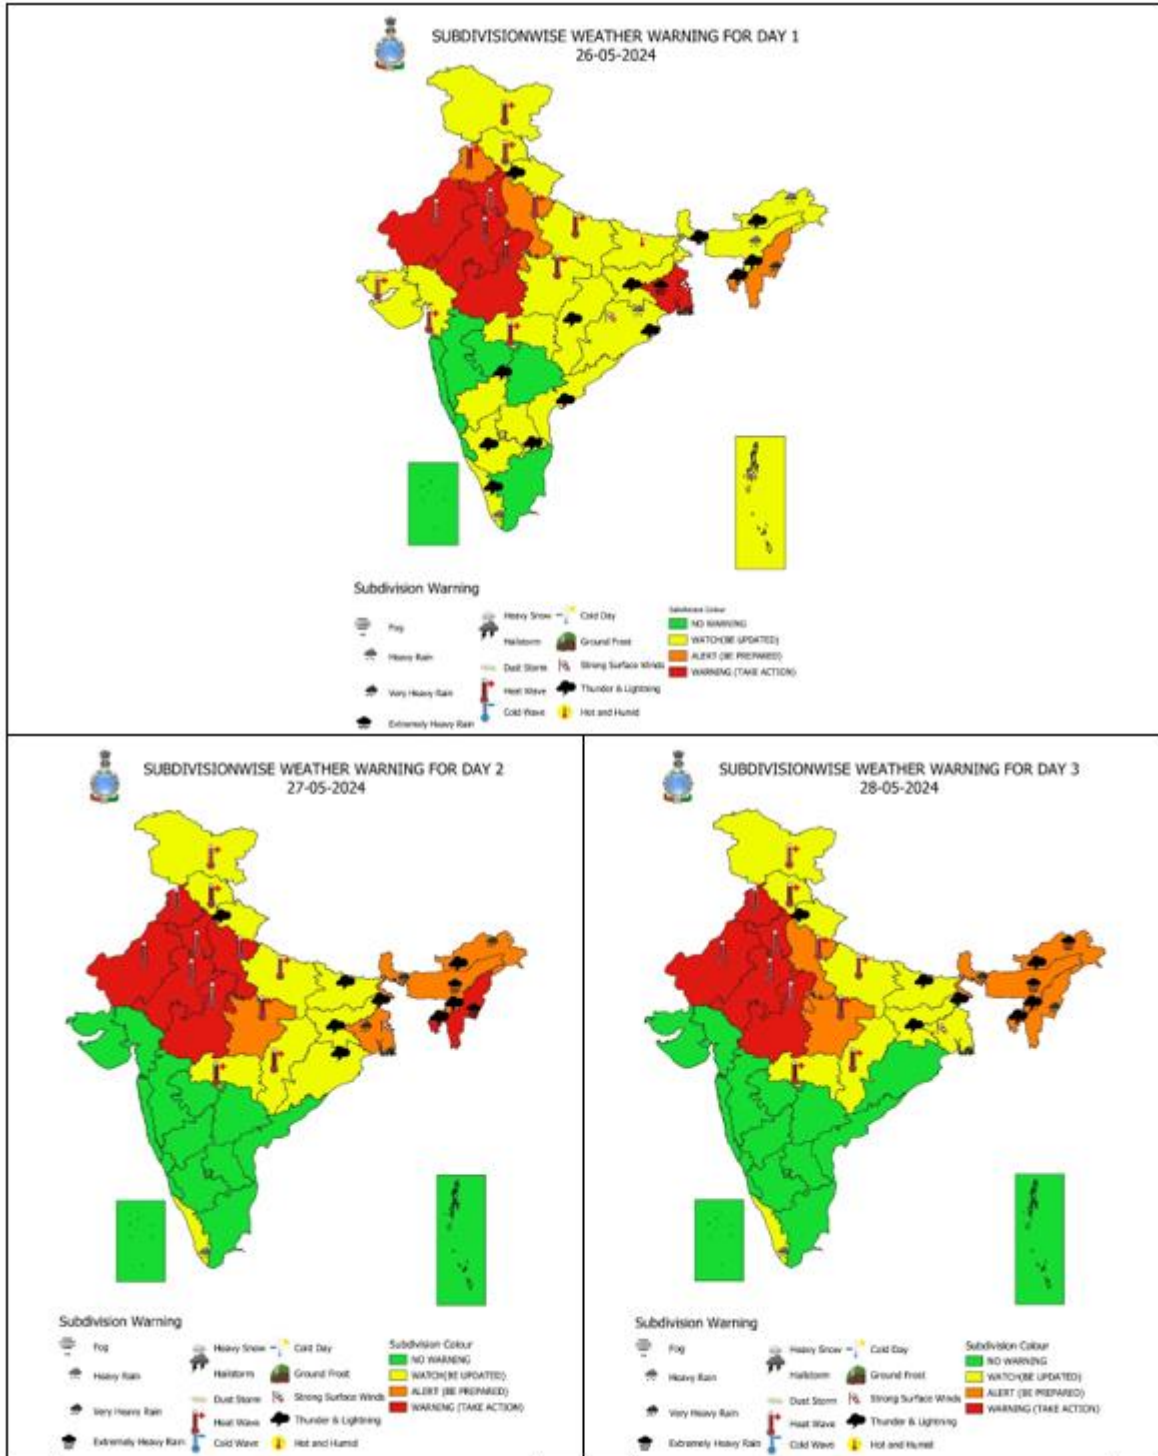 SUBDIVISIONWISE WEATHER WARNING FOR DAY 1
26-05-2024
Subdivision Warning
Fog
Heavy Rain
Very Heavy Rain
Extremely Heavy Rain
Heavy Snow
Hailstorm
Dust Storm
Heat Wave
Cold Wave
Cold Day
Ground Frost
Strong Surface Winds
Thunder & Lightning
Hot and Humid
Subdivision Colour
NO WARNING
WATCH(BE UPDATED)
ALERT (BE PREPARED)
WARNING (TAKE ACTION)
SUBDIVISIONWISE WEATHER WARNING FOR DAY 2
27-05-2024
Subdivision Warning
Fog
Heavy Rain
Very Heavy Rain
Extremely Heavy Rain
Heavy Snow
Hailstorm
Dust Storm
Heat Wave
Cold Wave
Cold Day
Ground Frost
Strong Surface Winds
Thunder & Lightning
Hot and Humid
Subdivision Colour
NO WARNING
WATCH(BE UPDATED)
ALERT (BE PREPARED)
WARNING (TAKE ACTION)
SUBDIVISIONWISE WEATHER WARNING FOR DAY 3
28-05-2024
Subdivision Warning
Fog
Heavy Rain
Very Heavy Rain
Extremely Heavy Rain
Heavy Snow
Hailstorm
Dust Storm
Heat Wave
Cold Wave
Cold Day
Ground Frost
Strong Surface Winds
Thunder & Lightning
Hot and Humid
Subdivision Colour
NO WARNING
WATCH(BE UPDATED)
ALERT (BE PREPARED)
WARNING (TAKE ACTION)